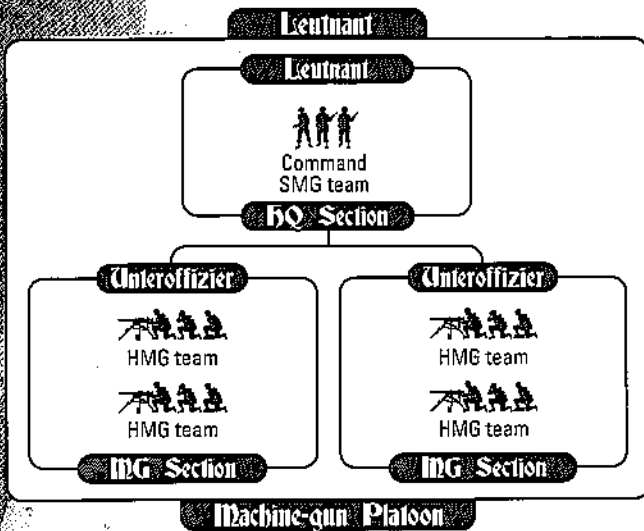 Leutnant
Leutnant
Command
SMG team
HQ Section
Unteroffizier
HMG team
HMG team
MG Section
Unteroffizier
HMG team
HMG team
MG Section
Machine-gun Platoon